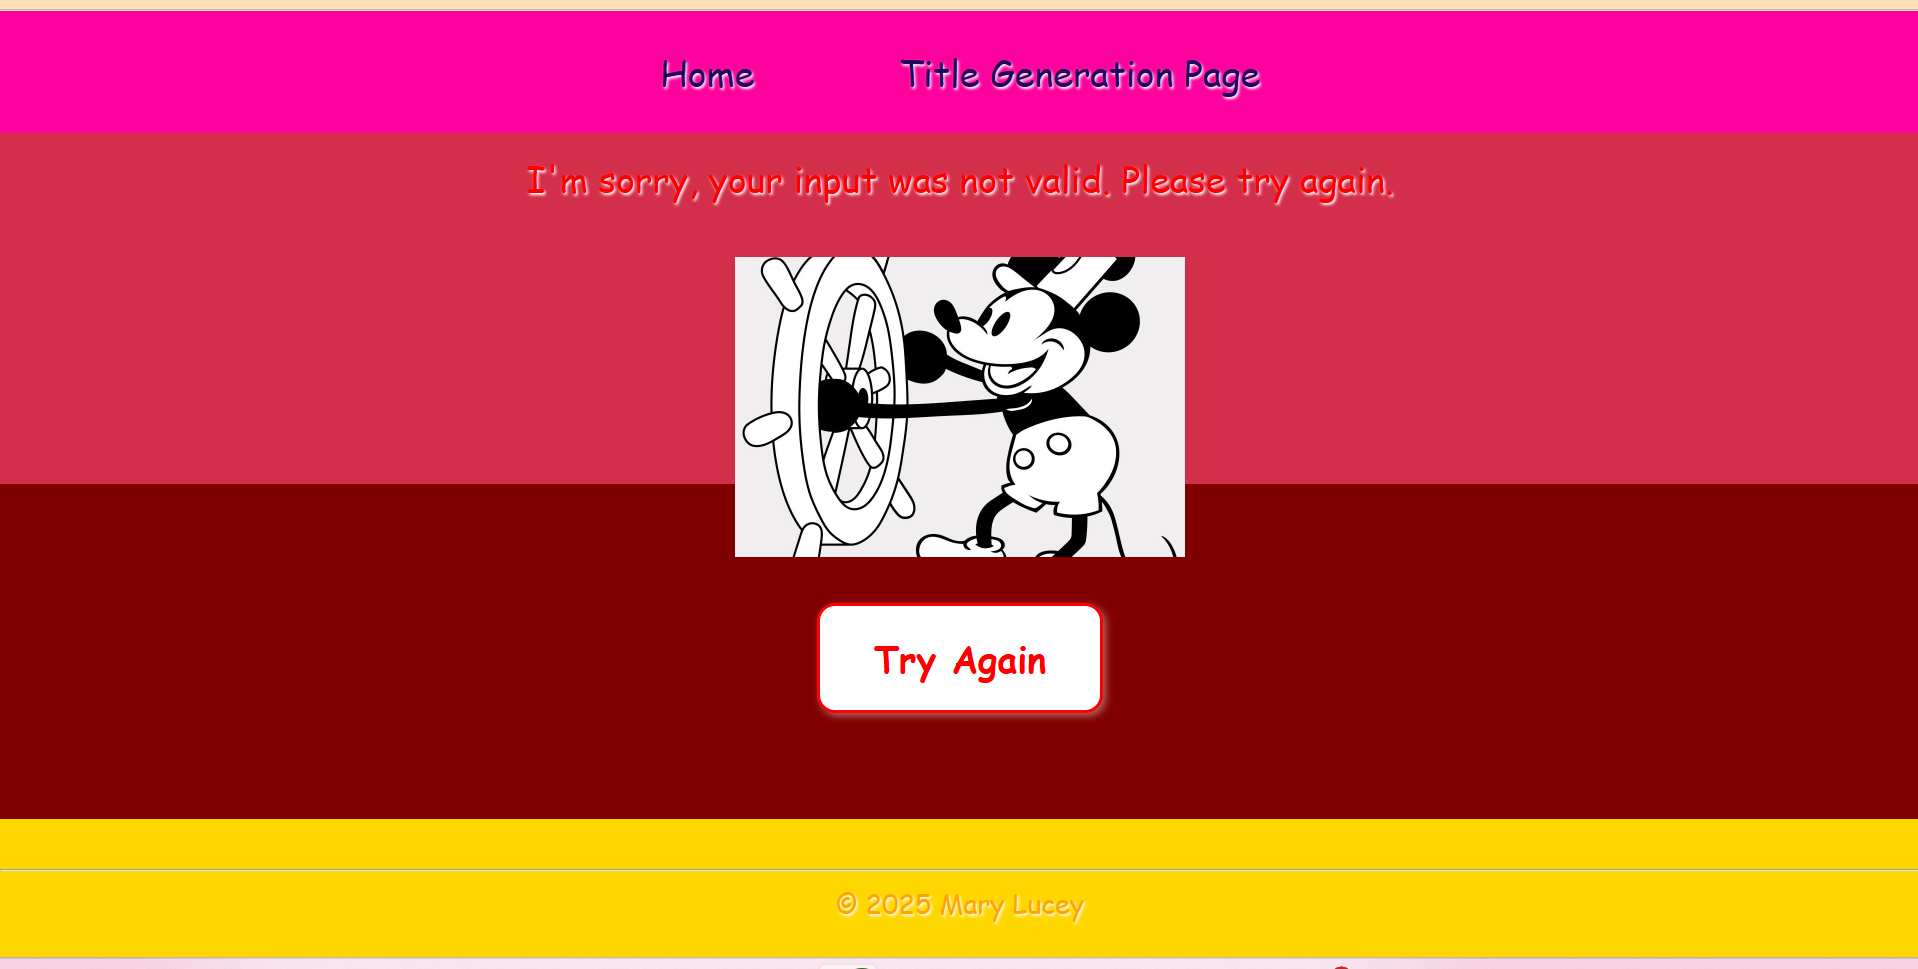 Home Title Generation Page
I'm sorry, your input was not valid. Please try again.
Try Again
© 2025 Mary Lucey